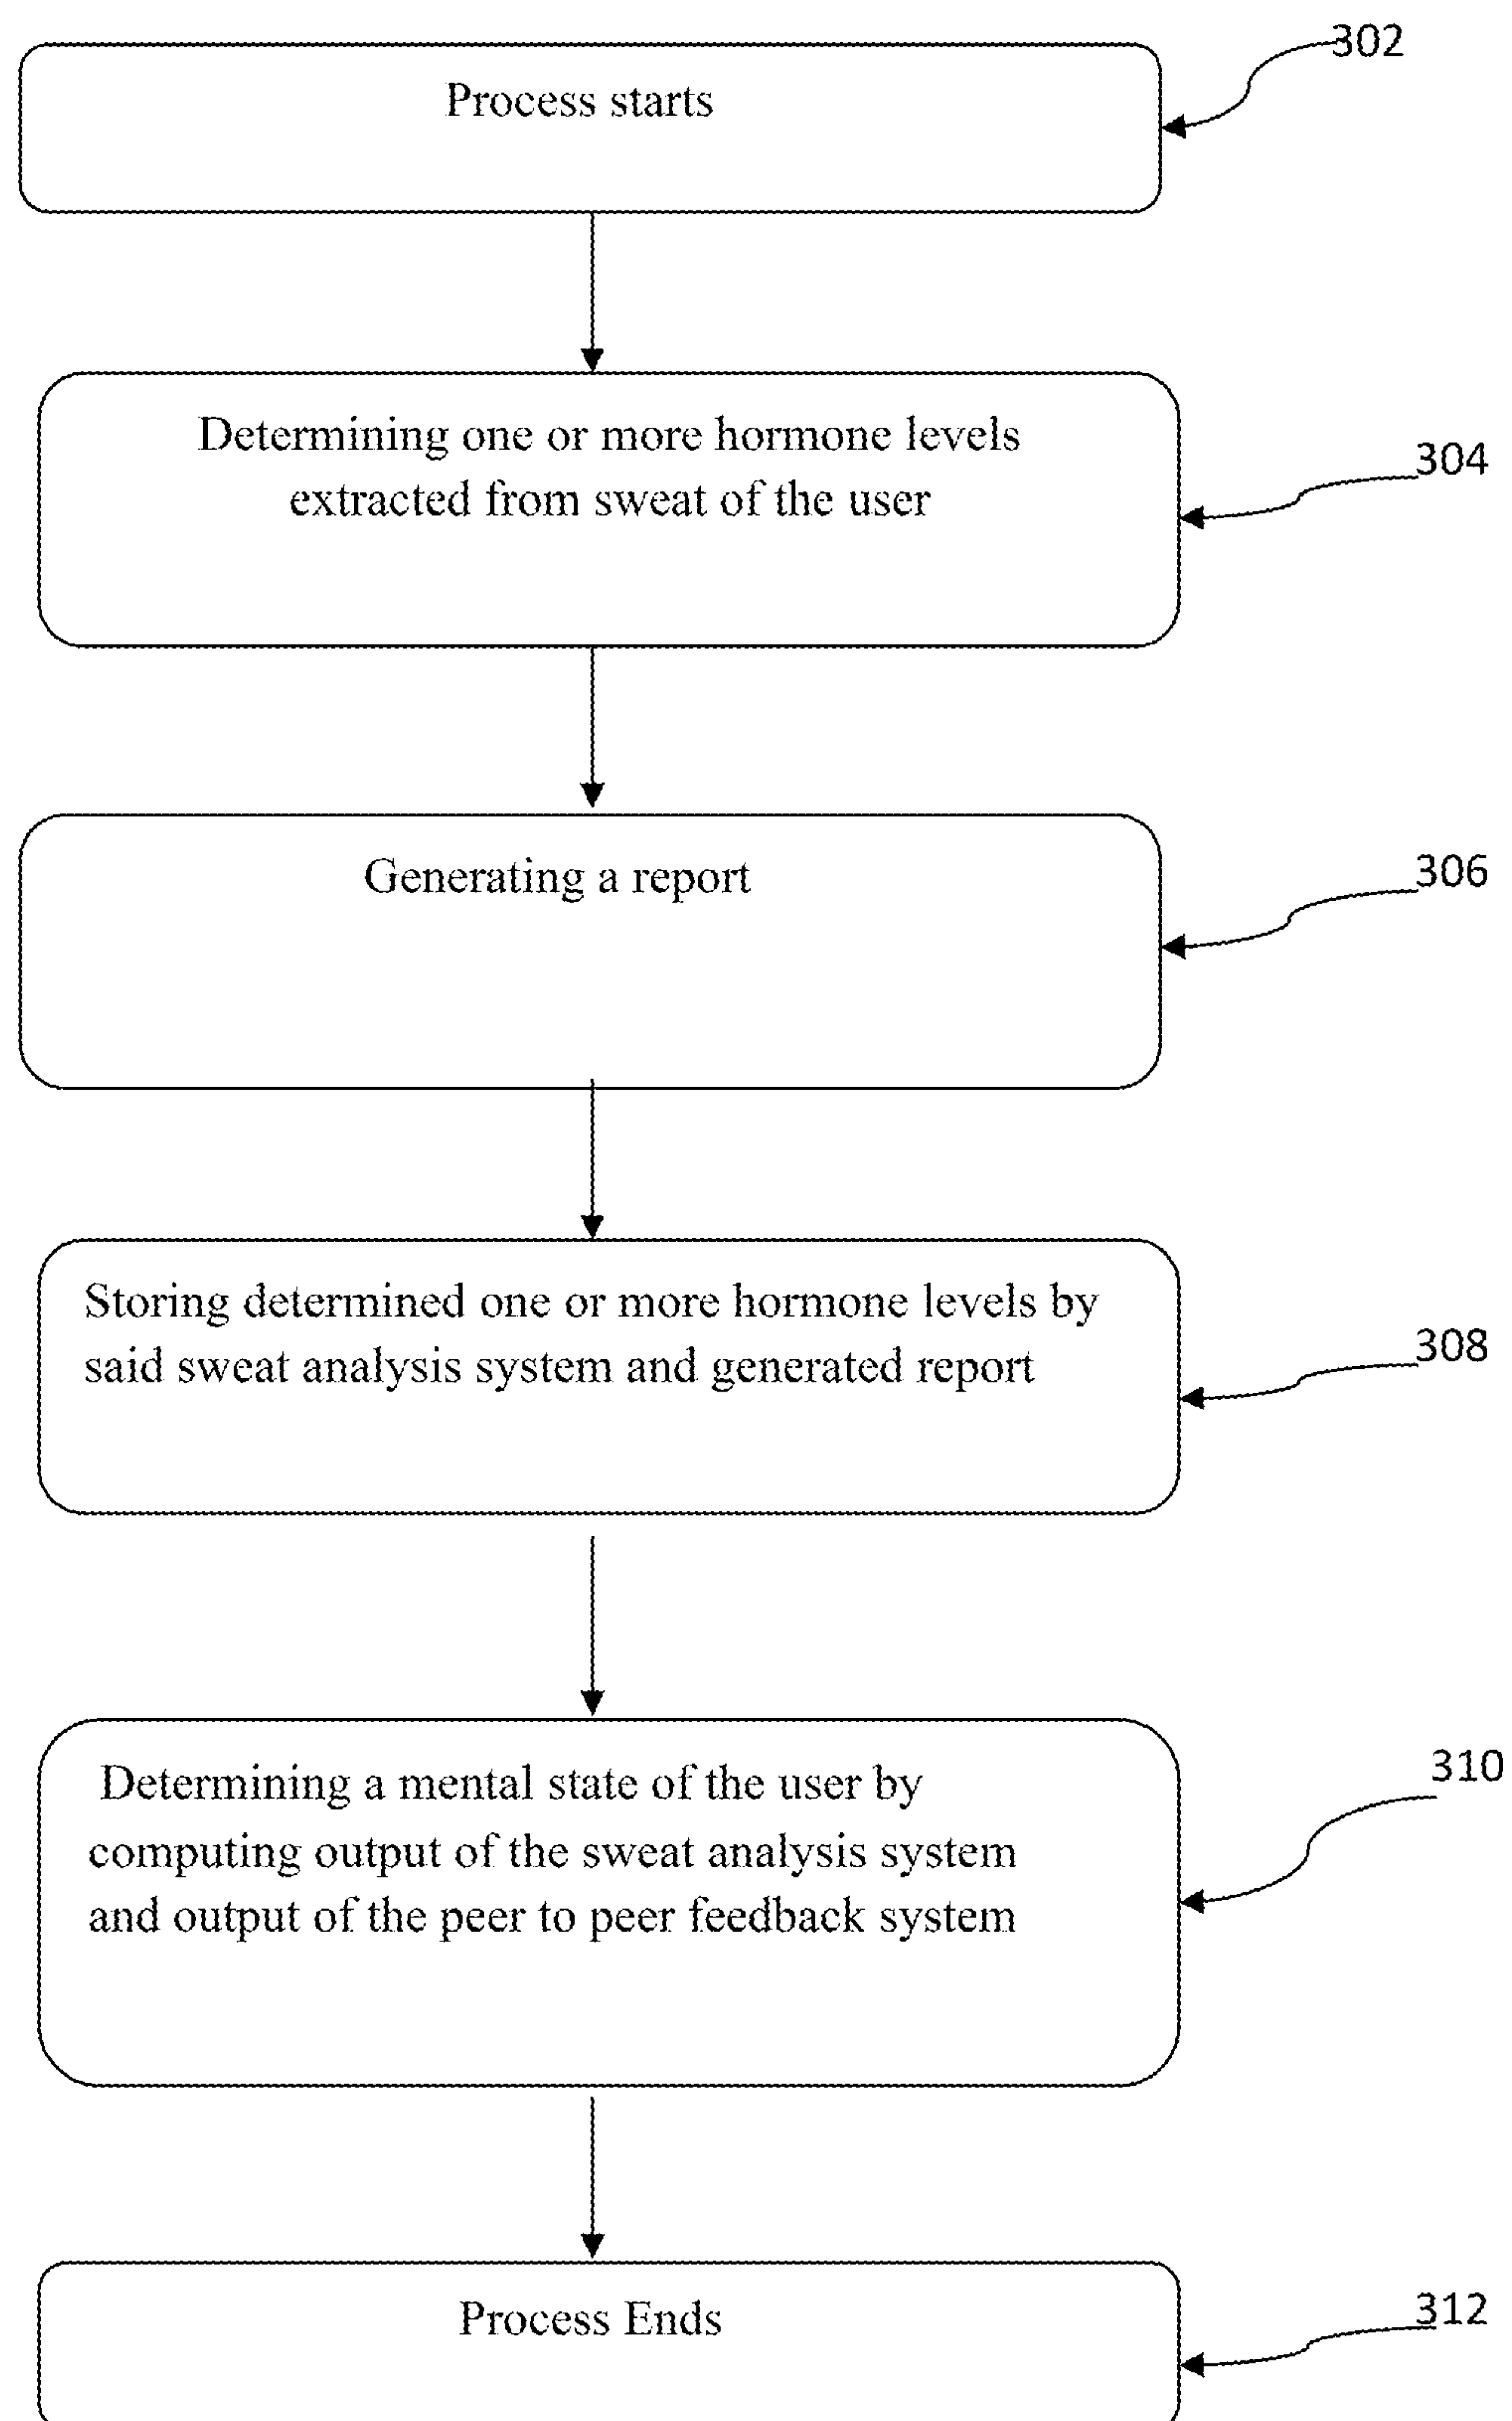 302
Process starts
Determining one or more hormone levels
extracted from sweat of the user
304
Generating a report
306
Storing determined one or more hormone levels by
said sweat analysis system and generated report
308
Determining a mental state of the user by
computing output of the sweat analysis system
and output of the peer to peer feedback system
310
Process Ends
312